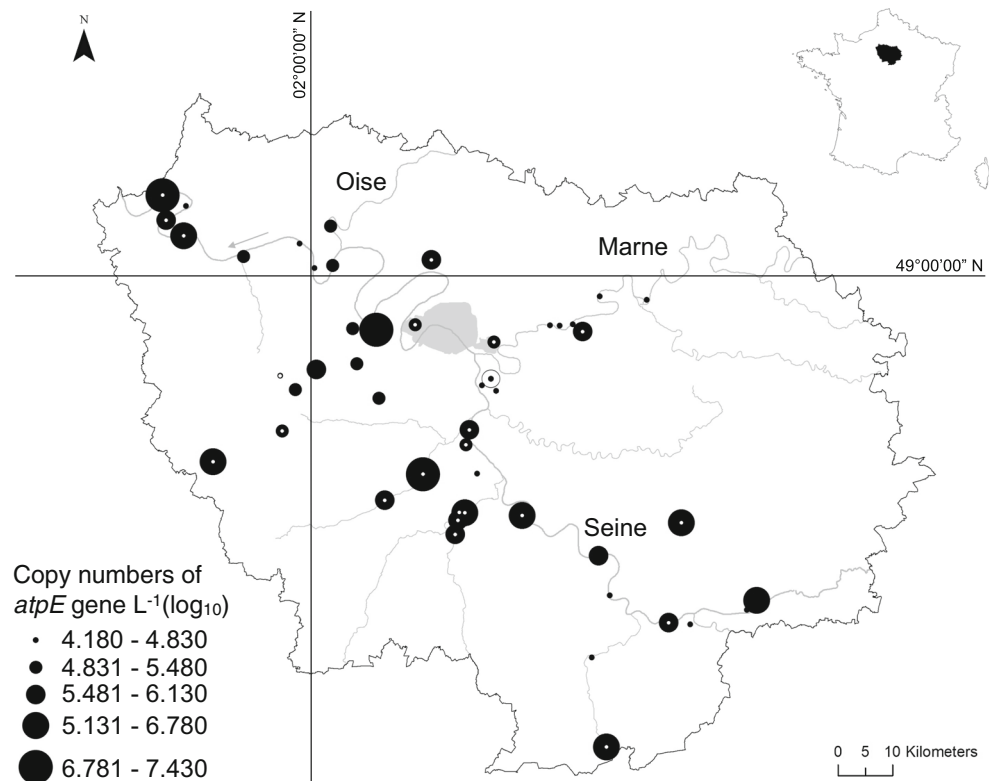 N
02°00'00" N
Oise
Marne
49°00'00" N
Seine
Copy numbers of
atpE gene L-1(log10)
4.180 - 4.830
4.831 - 5.480
5.481 - 6.130
5.131 - 6.780
6.781 - 7.430
0 5 10 Kilometers